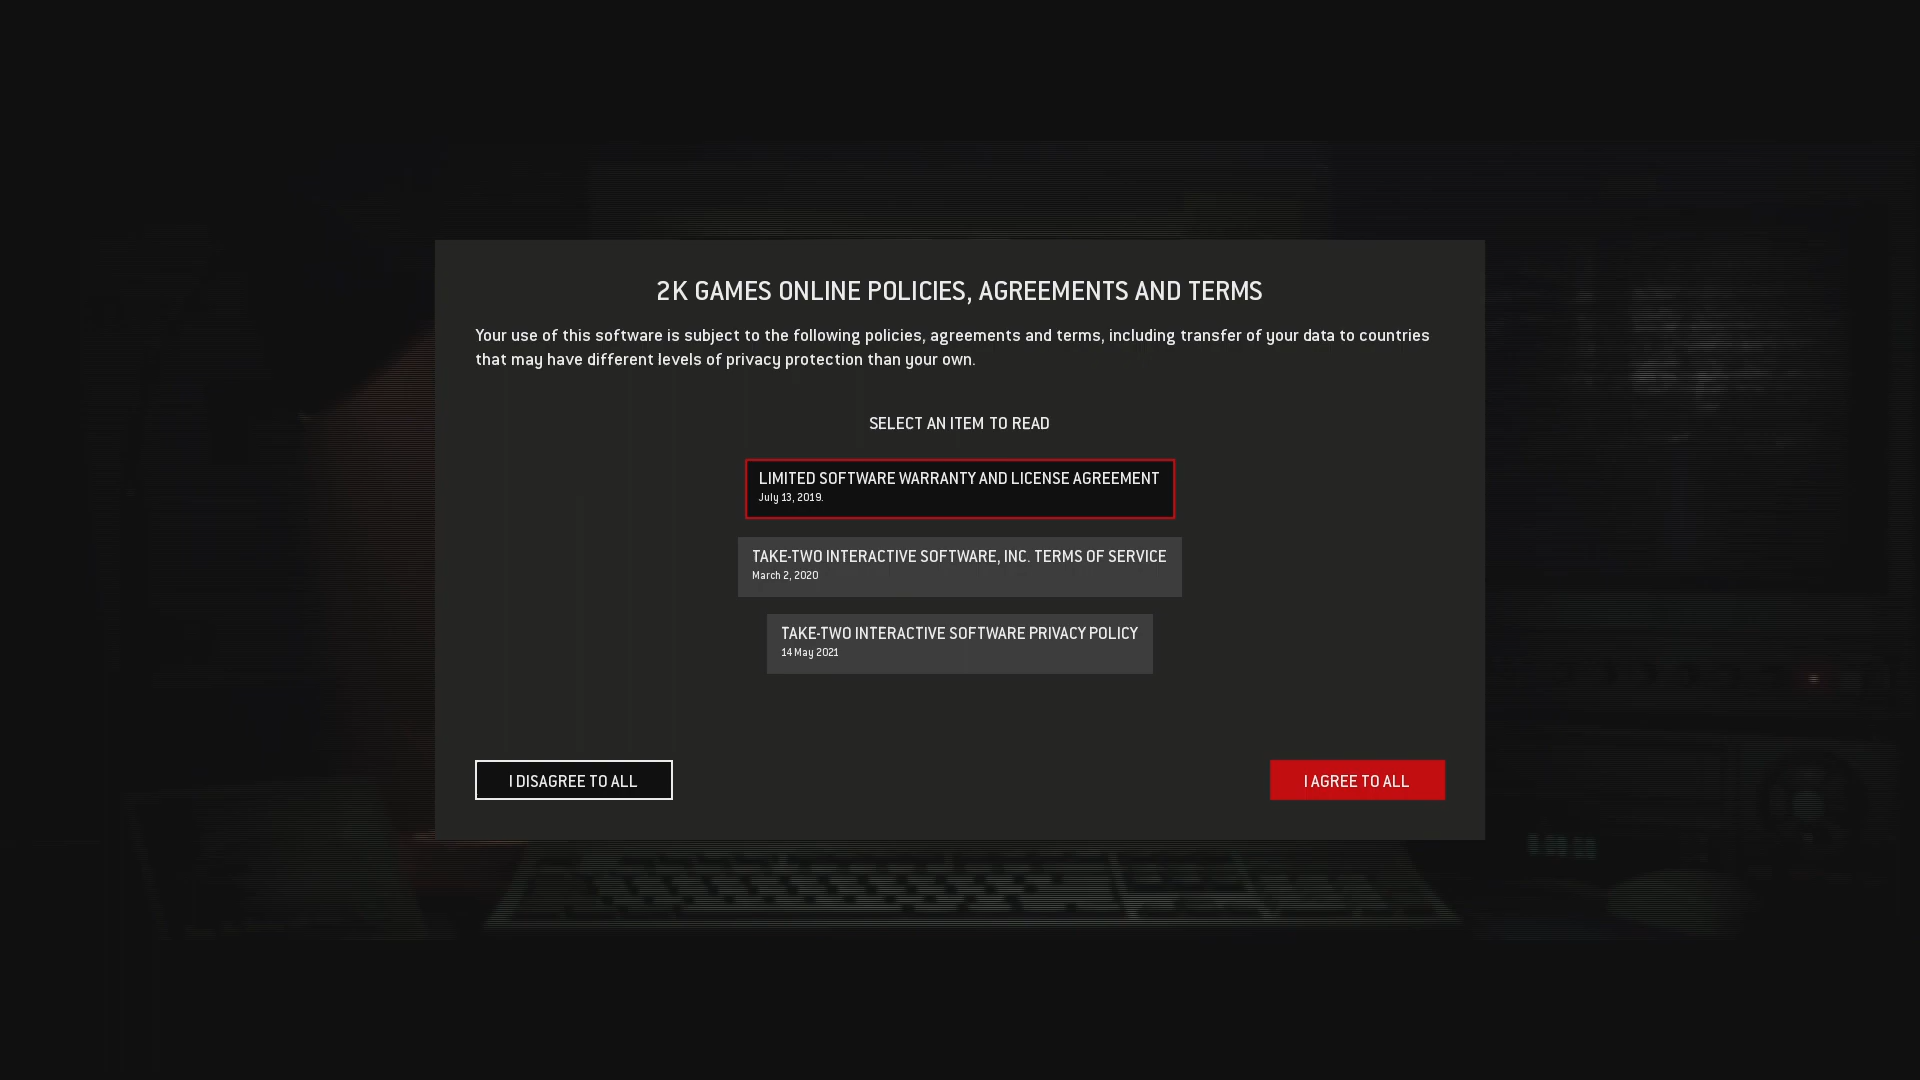 2K GAMES ONLINE POLICIES, AGREEMENTS AND TERMS
Your use of this software is subject to the following policies, agreements and terms, including transfer of your data to countries
that may have different levels of privacy protection than your own.
SELECT AN ITEM TO READ
LIMITED SOFTWARE WARRANTY AND LICENSE AGREEMENT
July 13, 2019.
TAKE-TWO INTERACTIVE SOFTWARE, INC. TERMS OF SERVICE
March 2, 2020
TAKE-TWO INTERACTIVE SOFTWARE PRIVACY POLICY
14 May 2021
I DISAGREE TO ALL
I AGREE TO ALL